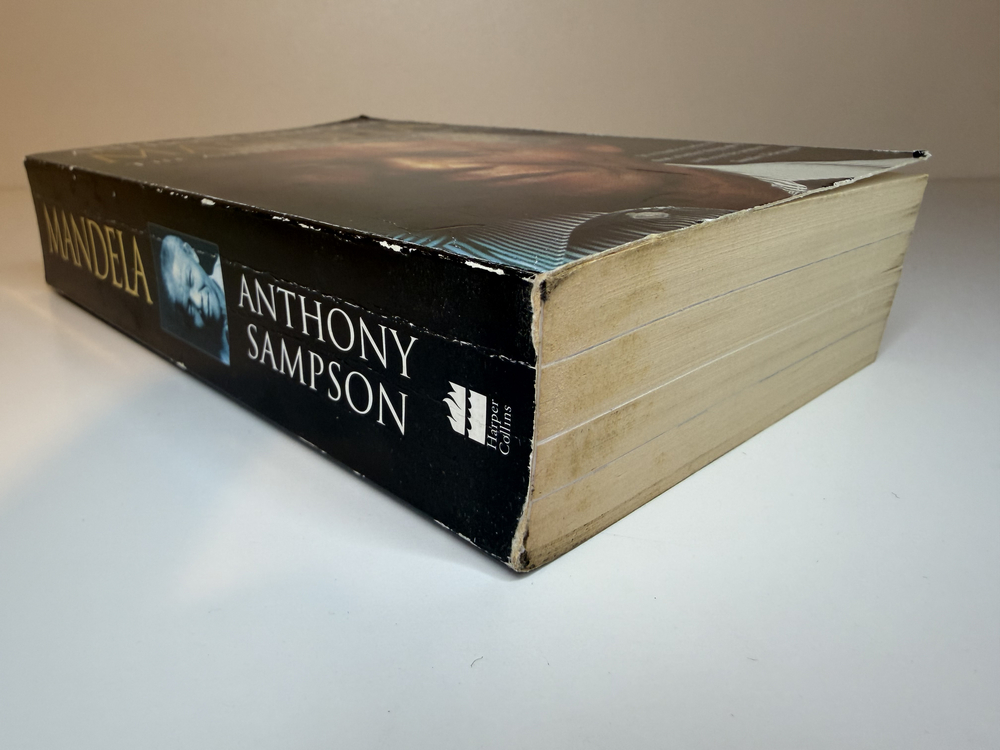 MANDELA
ANTHONY
SAMPSON
Harper
Collins